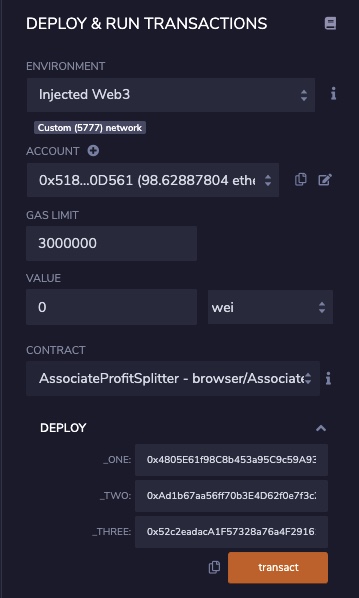 DEPLOY & RUN TRANSACTIONS
ENVIRONMENT
Injected Web3
Custom (5777) network
ACCOUNT
0x518...0D561 (98.62887804 ethe
GAS LIMIT
3000000
VALUE
0 wei
CONTRACT
AssociateProfitSplitter - browser/Associate
DEPLOY
_ONE: 0x4805E61f98C8b453a95C9c59A93
_TWO: 0xAd1b67aa56ff70b3E4D62f0e7f3c
_THREE: 0x52c2eadacA1F57328a76a4F2916
transact